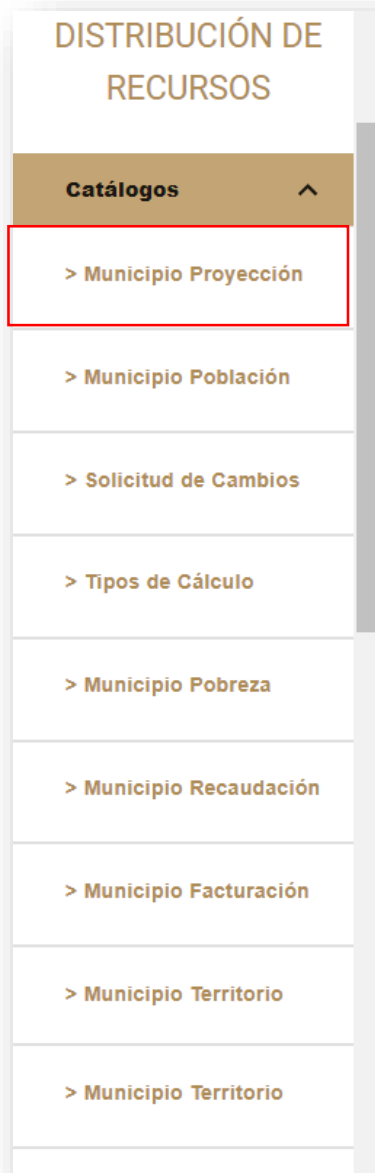 DISTRIBUCIÓN DE
RECURSOS
Catálogos
> Municipio Proyección
> Municipio Población
> Solicitud de Cambios
> Tipos de Cálculo
> Municipio Pobreza
> Municipio Recaudación
> Municipio Facturación
> Municipio Territorio
> Municipio Territorio